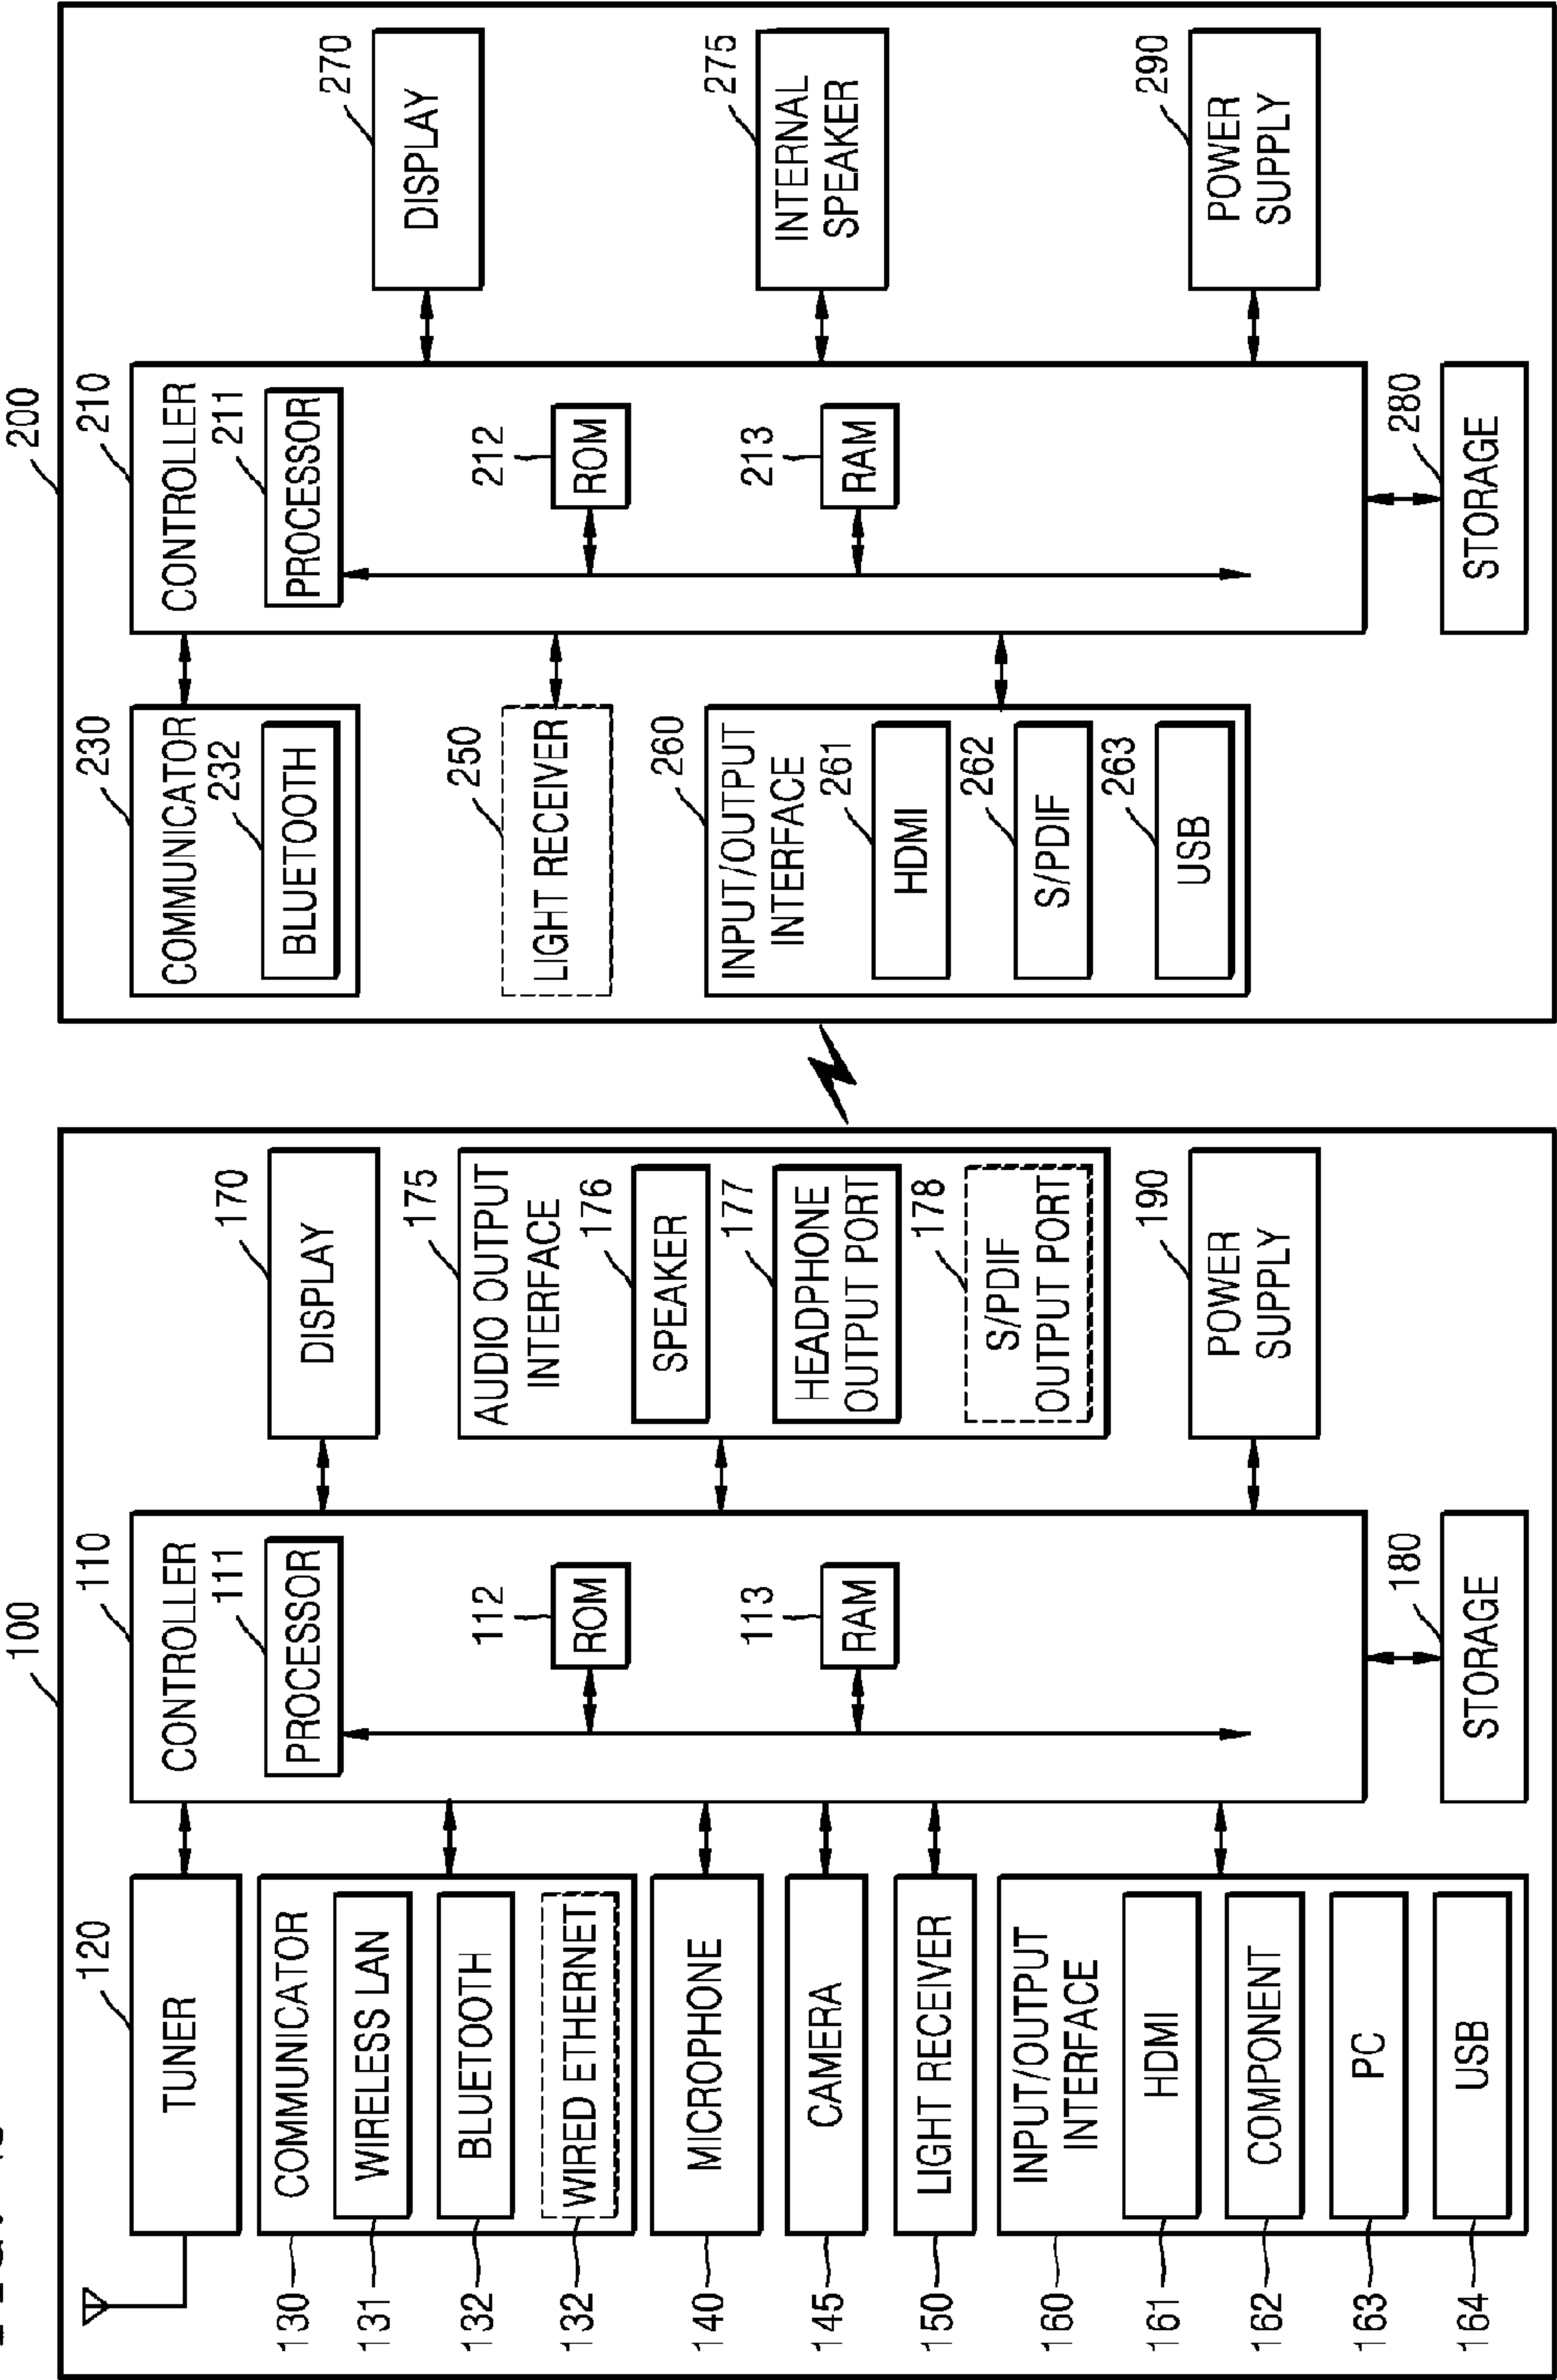 100
120
TUNER
130
COMMUNICATOR
131
WIRELESS LAN
132
BLUETOOTH
132
WIRED ETHERNET
140
MICROPHONE
145
CAMERA
150
LIGHT RECEIVER
160
INPUT/OUTPUT
INTERFACE
161
HDMI
162
COMPONENT
163
PC
164
USB
110
CONTROLLER
111
PROCESSOR
112
ROM
113
RAM
180
STORAGE
170
DISPLAY
175
AUDIO OUTPUT
INTERFACE
176
SPEAKER
177
HEADPHONE
OUTPUT PORT
178
S/PDIF
OUTPUT PORT
190
POWER
SUPPLY
200
230
COMMUNICATOR
232
BLUETOOTH
250
LIGHT RECEIVER
260
INPUT/OUTPUT
INTERFACE
261
HDMI
262
S/PDIF
263
USB
210
CONTROLLER
211
PROCESSOR
212
ROM
213
RAM
280
STORAGE
270
DISPLAY
275
INTERNAL
SPEAKER
290
POWER
SUPPLY